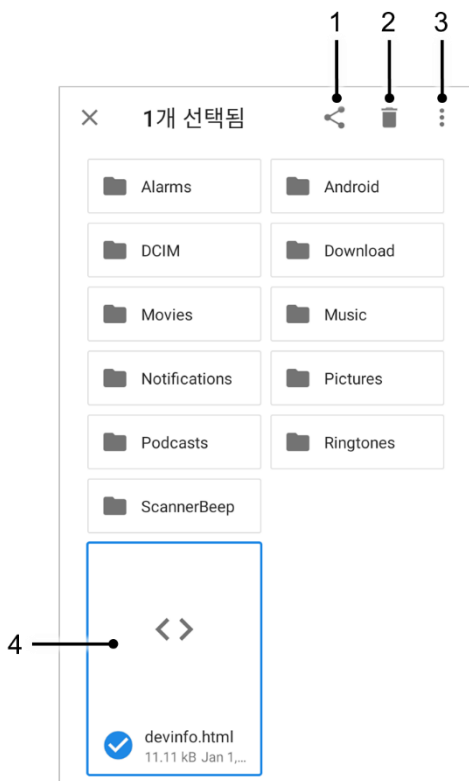 1 2 3
1개 선택됨
Alarms Android
DCIM Download
Movies Music
Notifications Pictures
Podcasts Ringtones
ScannerBeep
4
devinfo.html
11.11 kB Jan 1,...